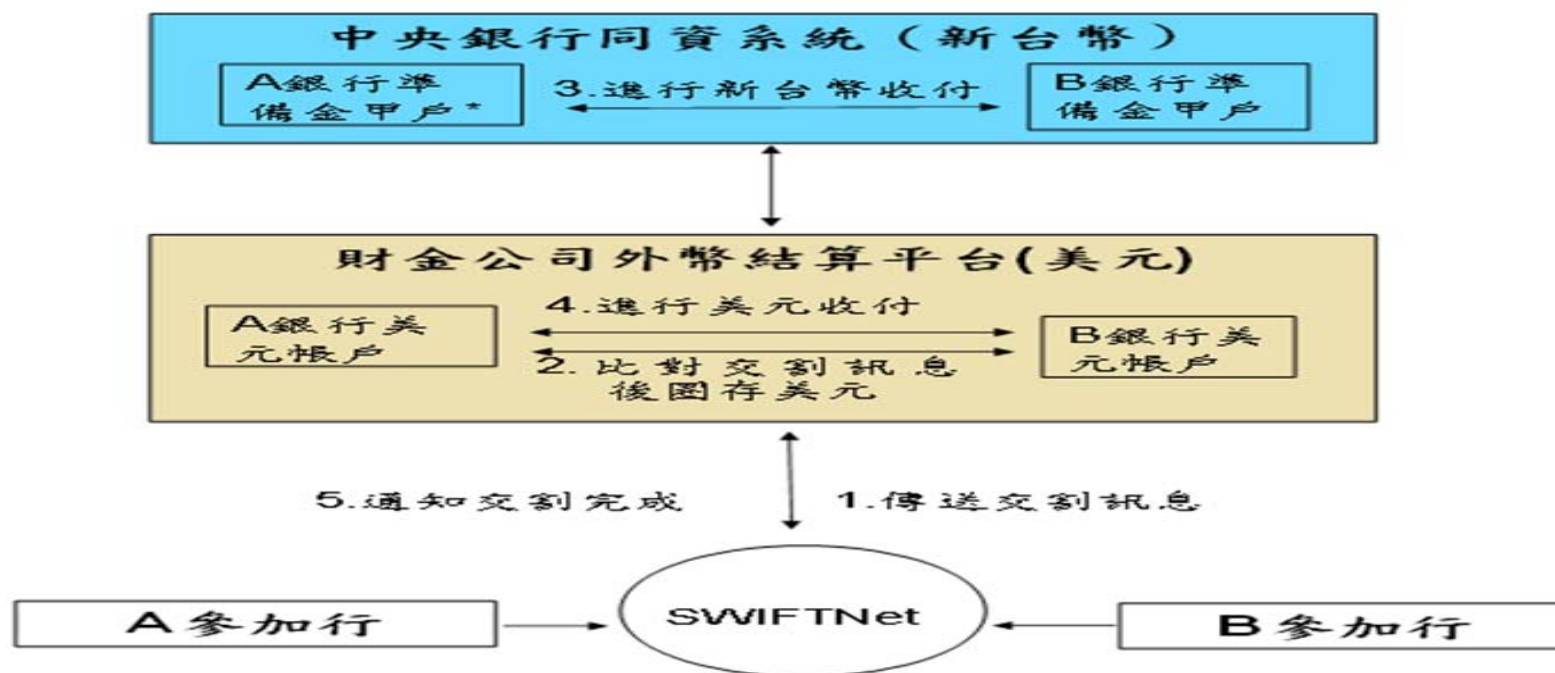 中央銀行同資系統（新台幣）
A銀行準
備金甲戶*
3.進行新台幣收付
B銀行準
備金甲戶
財金公司外幣結算平台(美元)
A銀行美
元帳戶
4.進行美元收付
2.比對交割訊息
後圈存美元
B銀行美
元帳戶
5.通知交割完成
1.傳送交割訊息
A參加行
SWIFTNet
B參加行